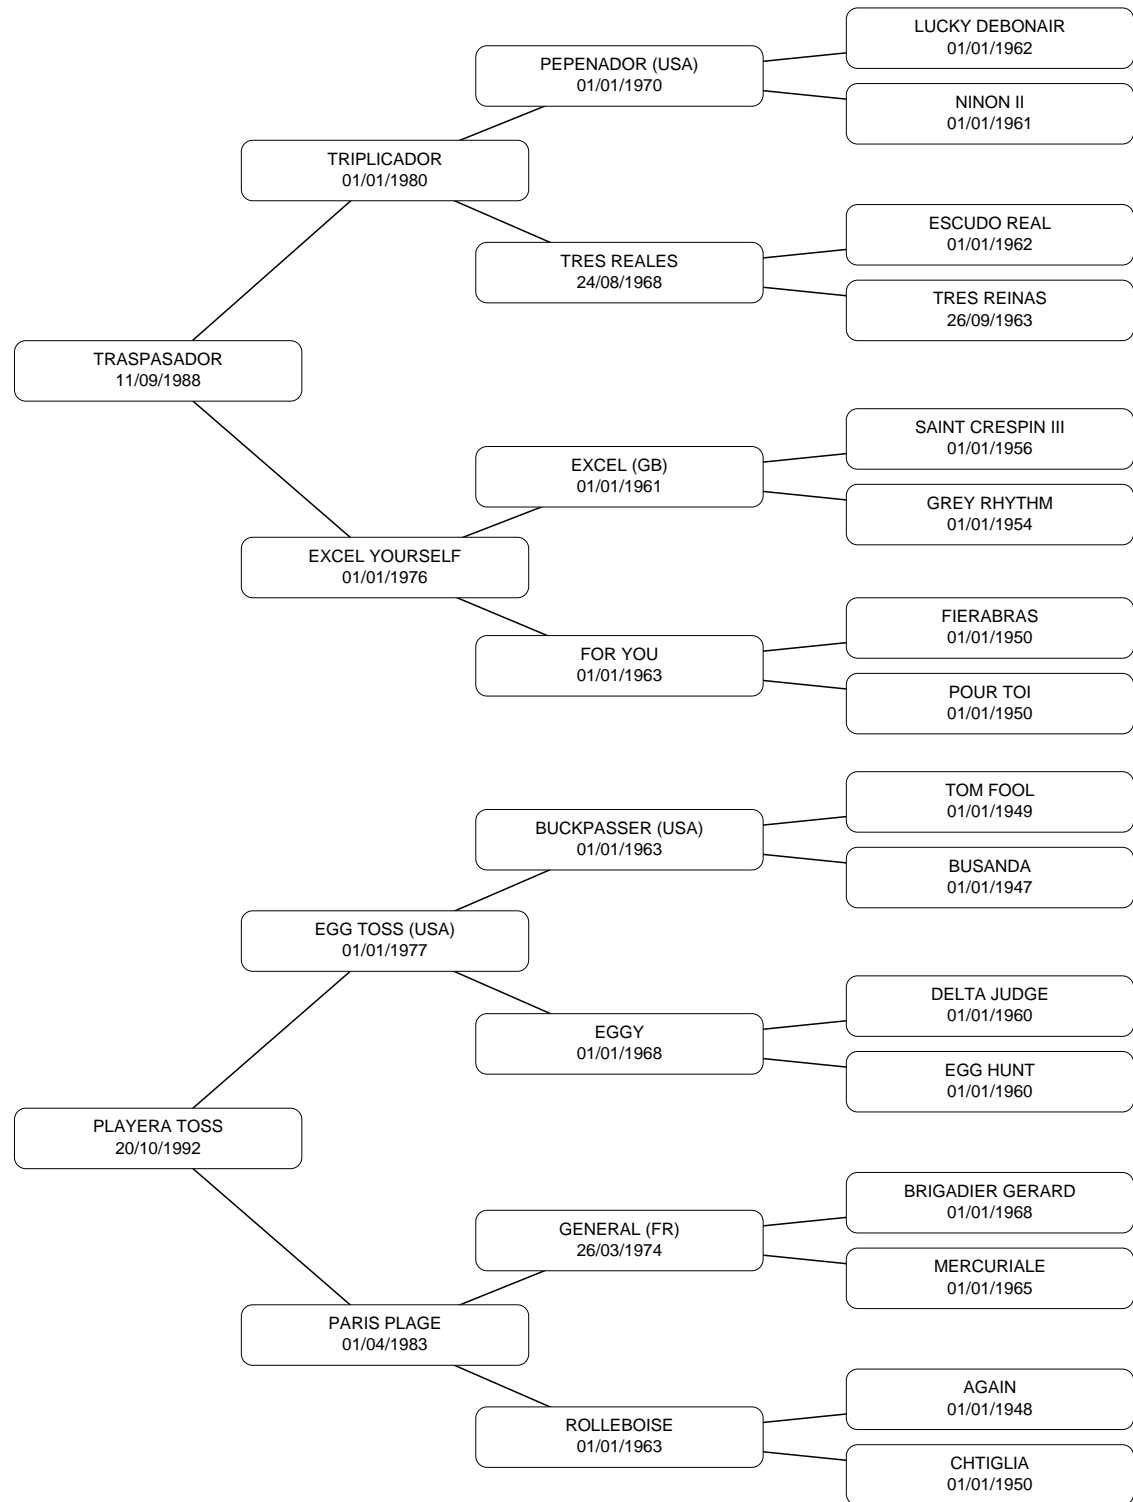 LUCKY DEBONAIR
01/01/1962
PEPENADOR (USA)
01/01/1970
NINON II
01/01/1961
TRIPLICADOR
01/01/1980
ESCUDO REAL
01/01/1962
TRES REALES
24/08/1968
TRES REINAS
26/09/1963
TRASPASADOR
11/09/1988
SAINT CRESPIN III
01/01/1956
EXCEL (GB)
01/01/1961
GREY RHYTHM
01/01/1954
EXCEL YOURSELF
01/01/1976
FIERABRAS
01/01/1950
FOR YOU
01/01/1963
POUR TOI
01/01/1950
TOM FOOL
01/01/1949
BUCKPASSER (USA)
01/01/1963
BUSANDA
01/01/1947
EGG TOSS (USA)
01/01/1977
DELTA JUDGE
01/01/1960
EGGY
01/01/1968
EGG HUNT
01/01/1960
PLAYERA TOSS
20/10/1992
BRIGADIER GERARD
01/01/1968
GENERAL (FR)
26/03/1974
MERCURIALE
01/01/1965
PARIS PLAGE
01/04/1983
AGAIN
01/01/1948
ROLLEBOISE
01/01/1963
CHTIGLIA
01/01/1950